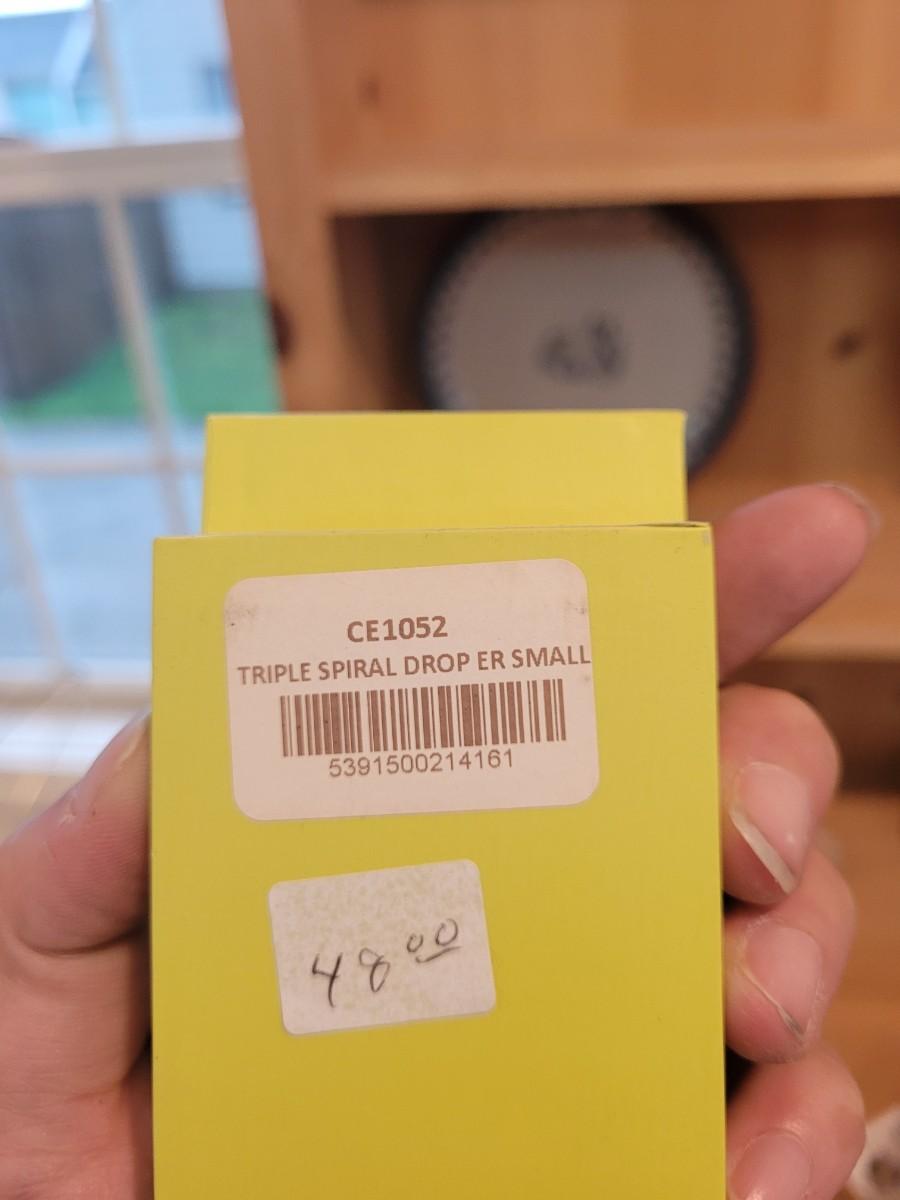 CE1052
TRIPLE SPIRAL DROP ER SMALL
5391500214161
48.00